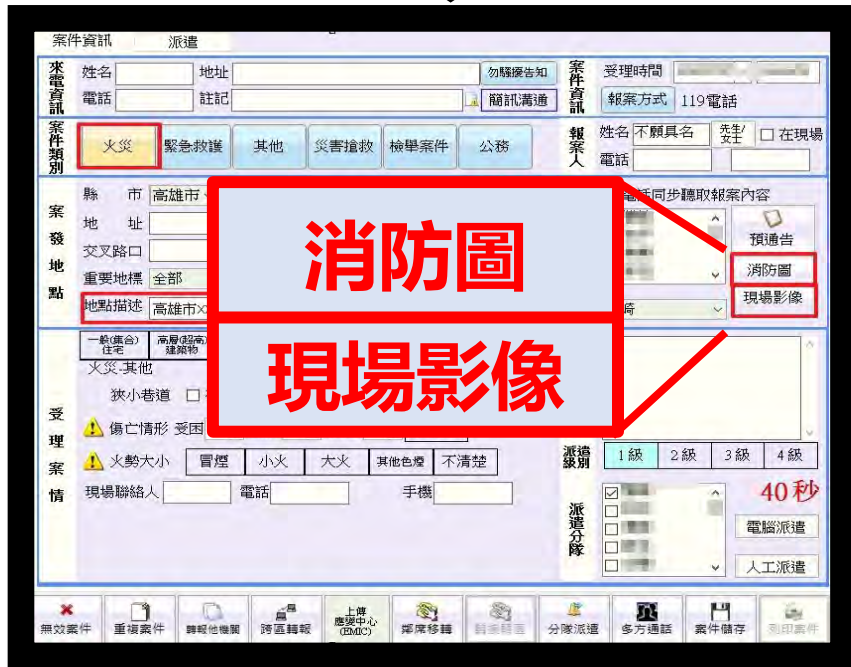 案件資訊 派遣
來電資訊 姓名 地址 勿騷擾告知
電話 註記 簡訊溝通
案件資訊 受理時間
報案方式 119電話
案件類別 火災 緊急救護 其他 災害搶救 檢舉案件 公務
報案人 姓名 不願具名 先生/女士 在現場
電話
案發地點
縣 市 高雄市
電話同步聽取報案內容
地 址
預通告
交叉路口
消防圖
重要地標 全部
現場影像
地點描述 高雄市
消防圖
現場影像
受理案情
一般(集合)住宅 高層(超高)建築物
火災-其他
狹小巷道
傷亡情形 受困
火勢大小 冒煙 小火 大火 其他色煙 不清楚
現場聯絡人 電話 手機
派遣級別 1級 2級 3級 4級
派遣分隊
40秒
電腦派遣
人工派遣
無效案件 重複案件 轉報他機關 跨區轉報 上傳應變中心(EMIC) 鄰席移轉 分隊派遣 多方通話 案件儲存 列印案件